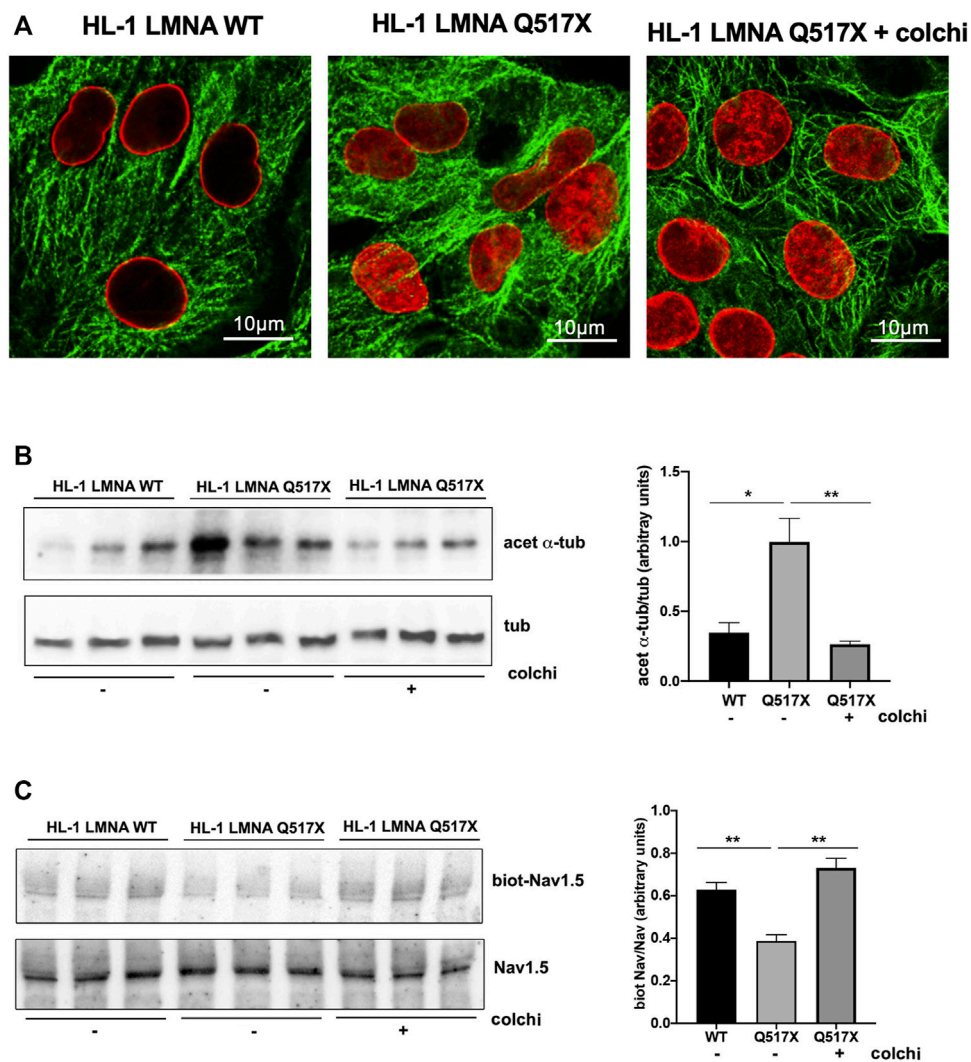 A
HL-1 LMNA WT
HL-1 LMNA Q517X
HL-1 LMNA Q517X + colchi
10µm
10µm
10µm
B
HL-1 LMNA WT
HL-1 LMNA Q517X
HL-1 LMNA Q517X
acet α-tub
tub
colchi
-
-
+
acet α-tub/tub (arbitray units)
1.5
1.0
0.5
0.0
*
**
WT
Q517X
Q517X
-
-
+
colchi
C
HL-1 LMNA WT
HL-1 LMNA Q517X
HL-1 LMNA Q517X
biot-Nav1.5
Nav1.5
colchi
-
-
+
biot Nav/Nav (arbitrary units)
1.0
0.8
0.6
0.4
0.2
0.0
**
**
WT
Q517X
Q517X
-
-
+
colchi